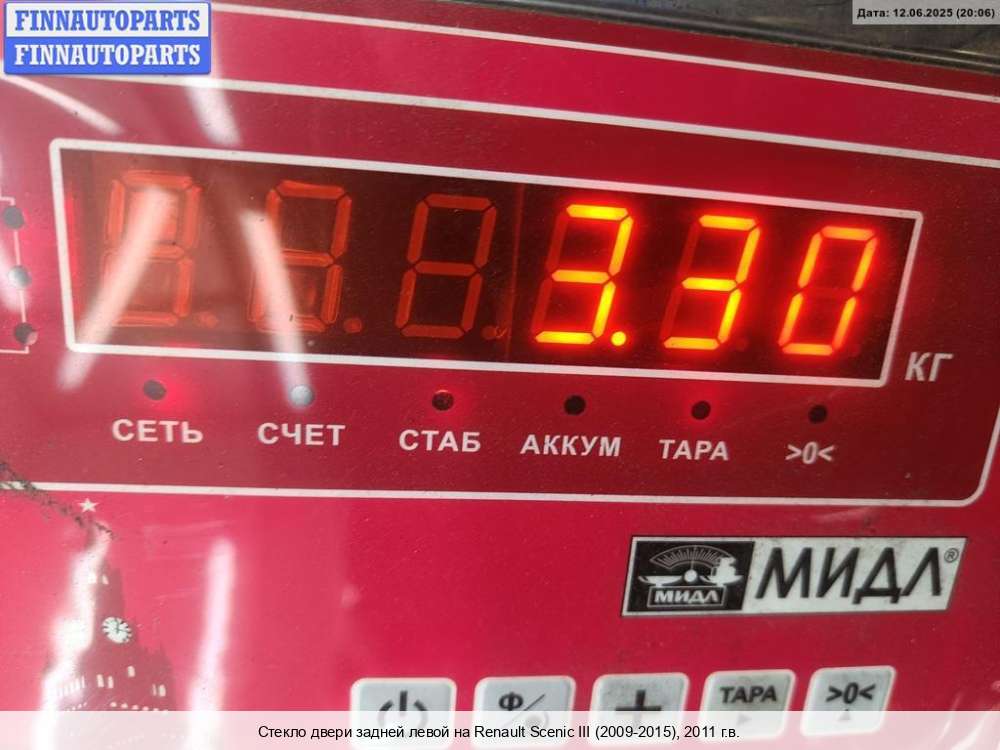 FINNAUTOPARTS
FINNAUTOPARTS
Дата: 12.06.2025 (20:06)
3.30
КГ
СЕТЬ СЧЕТ СТАБ АККУМ ТАРА >0<
МИДЛ МИДЛ®
Ф/ + ТАРА >0<
Стекло двери задней левой на Renault Scenic III (2009-2015), 2011 г.в.